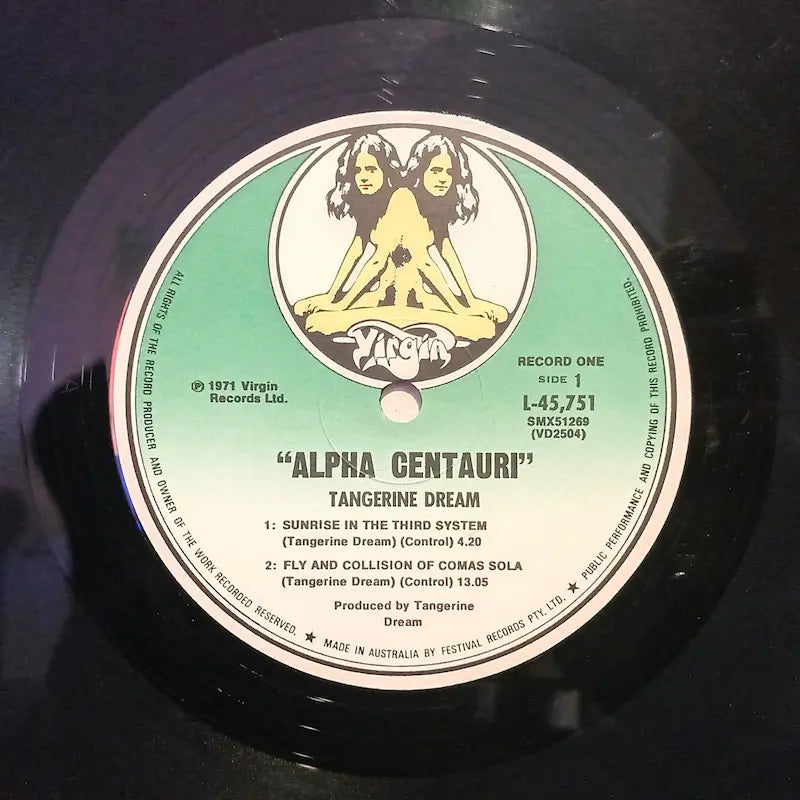 Virgin
℗ 1971 Virgin
Records Ltd.
RECORD ONE
SIDE 1
L-45,751
SMX51269
(VD2504)
"ALPHA CENTAURI"
TANGERINE DREAM
1: SUNRISE IN THE THIRD SYSTEM
(Tangerine Dream) (Control) 4.20
2: FLY AND COLLISION OF COMAS SOLA
(Tangerine Dream) (Control) 13.05
Produced by Tangerine
Dream
ALL RIGHTS OF THE RECORD PRODUCER AND OWNER OF THE WORK RECORDED RESERVED. ★ MADE IN AUSTRALIA BY FESTIVAL RECORDS PTY. LTD. ★ PUBLIC PERFORMANCE AND COPYING OF THIS RECORD PROHIBITED.